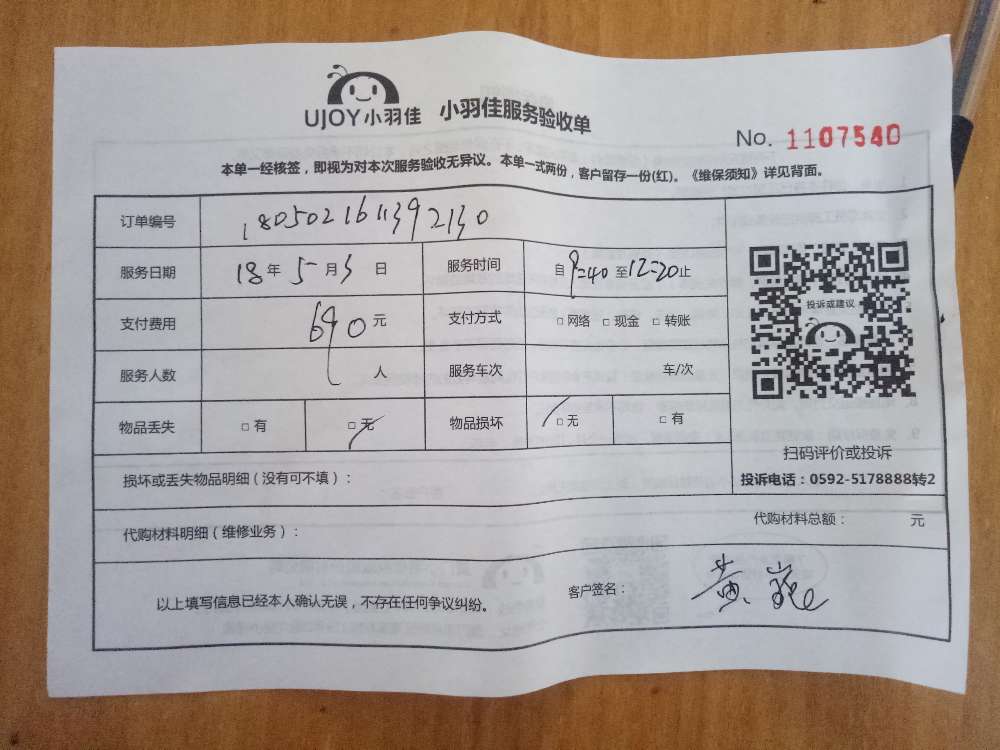 UJOY小羽佳 小羽佳服务验收单
No. 1107540
本单一经核签，即视为对本次服务验收无异议。本单一式两份，客户留存一份(红)。《维保须知》详见背面。
订单编号 1805021611392130
服务日期 18年5月3日 服务时间 自9:40至12:20止
支付费用 690元 支付方式 □网络 □现金 □转账
服务人数 人 服务车次 车/次
物品丢失 □有 □无 物品损坏 □无 □有
投诉或建议
扫码评价或投诉
投诉电话：0592-5178888转2
损坏或丢失物品明细（没有可不填）：
代购材料明细（维修业务）： 代购材料总额： 元
以上填写信息已经本人确认无误，不存在任何争议纠纷。 客户签名： 黄